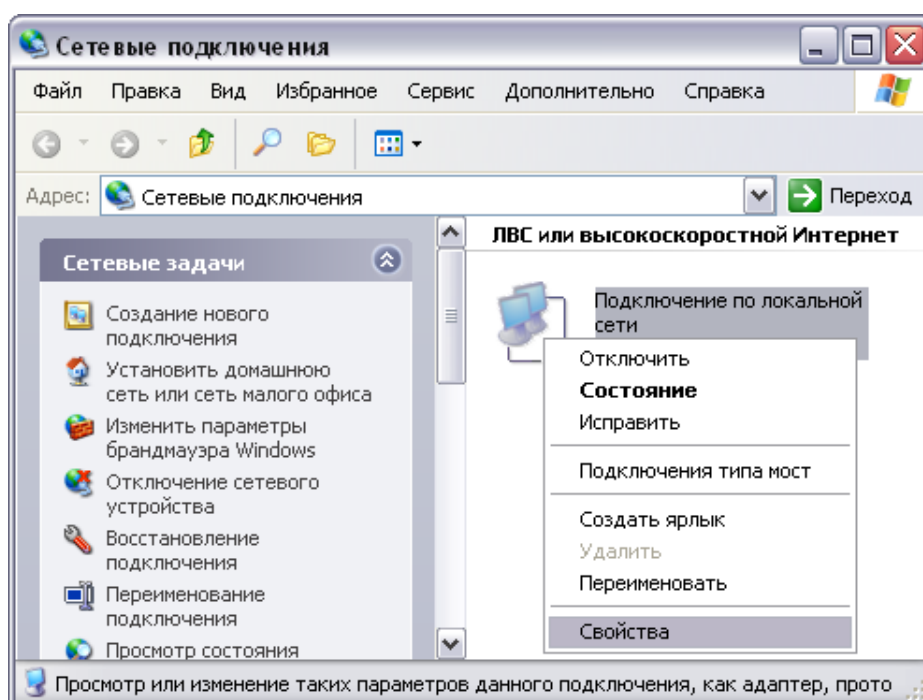 Сетевые подключения
Файл Правка Вид Избранное Сервис Дополнительно Справка
Адрес: Сетевые подключения Переход
Сетевые задачи
Создание нового
подключения
Установить домашнюю
сеть или сеть малого офиса
Изменить параметры
брандмауэра Windows
Отключение сетевого
устройства
Восстановление
подключения
Переименование
подключения
Просмотр состояния
ЛВС или высокоскоростной Интернет
Подключение по локальной
сети
Отключить
Состояние
Исправить
Подключения типа мост
Создать ярлык
Удалить
Переименовать
Свойства
Просмотр или изменение таких параметров данного подключения, как адаптер, прото